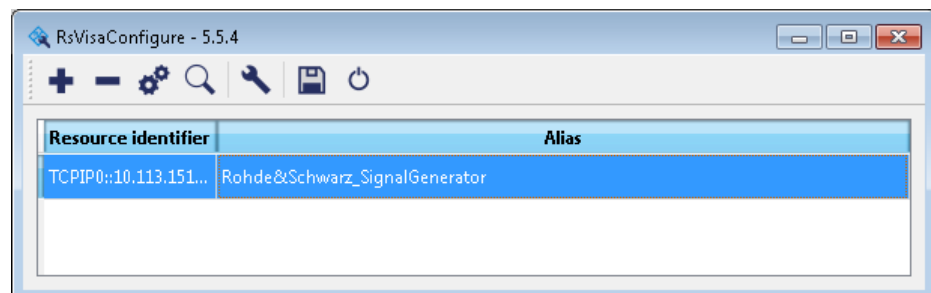 RsVisaConfigure - 5.5.4
Resource identifier Alias
TCPIP0::10.113.151... Rohde&Schwarz_SignalGenerator